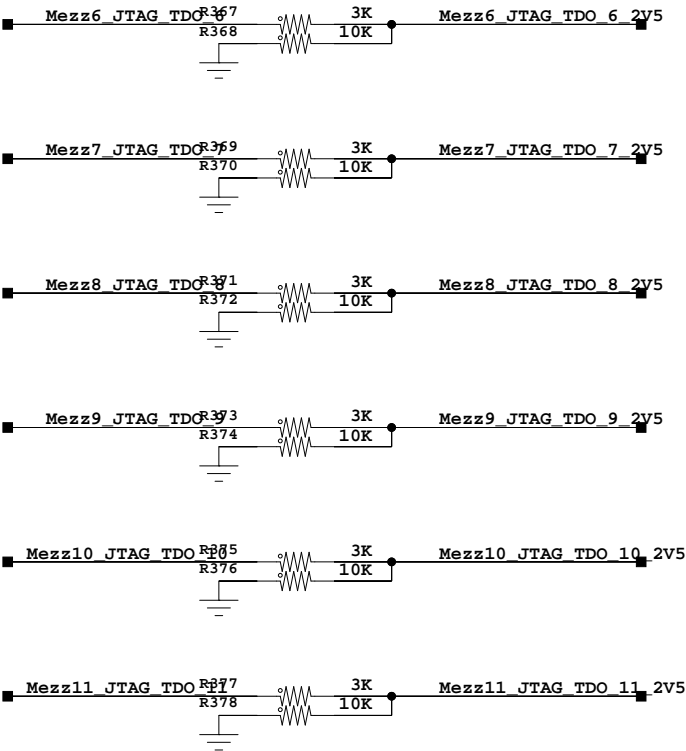 Mezz6_JTAG_TDO_6 R367 3K Mezz6_JTAG_TDO_6_2V5
R368 10K
Mezz7_JTAG_TDO_7 R369 3K Mezz7_JTAG_TDO_7_2V5
R370 10K
Mezz8_JTAG_TDO_8 R371 3K Mezz8_JTAG_TDO_8_2V5
R372 10K
Mezz9_JTAG_TDO_9 R373 3K Mezz9_JTAG_TDO_9_2V5
R374 10K
Mezz10_JTAG_TDO_10 R375 3K Mezz10_JTAG_TDO_10_2V5
R376 10K
Mezz11_JTAG_TDO_11 R377 3K Mezz11_JTAG_TDO_11_2V5
R378 10K